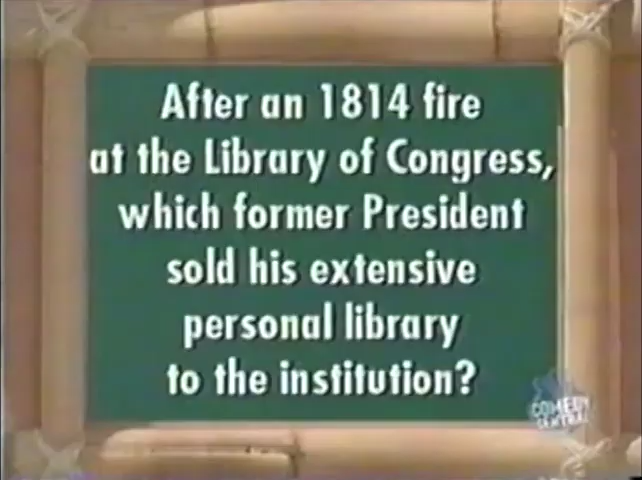 After an 1814 fire
at the Library of Congress,
which former President
sold his extensive
personal library
to the institution?
COMEDY
CENTRAL